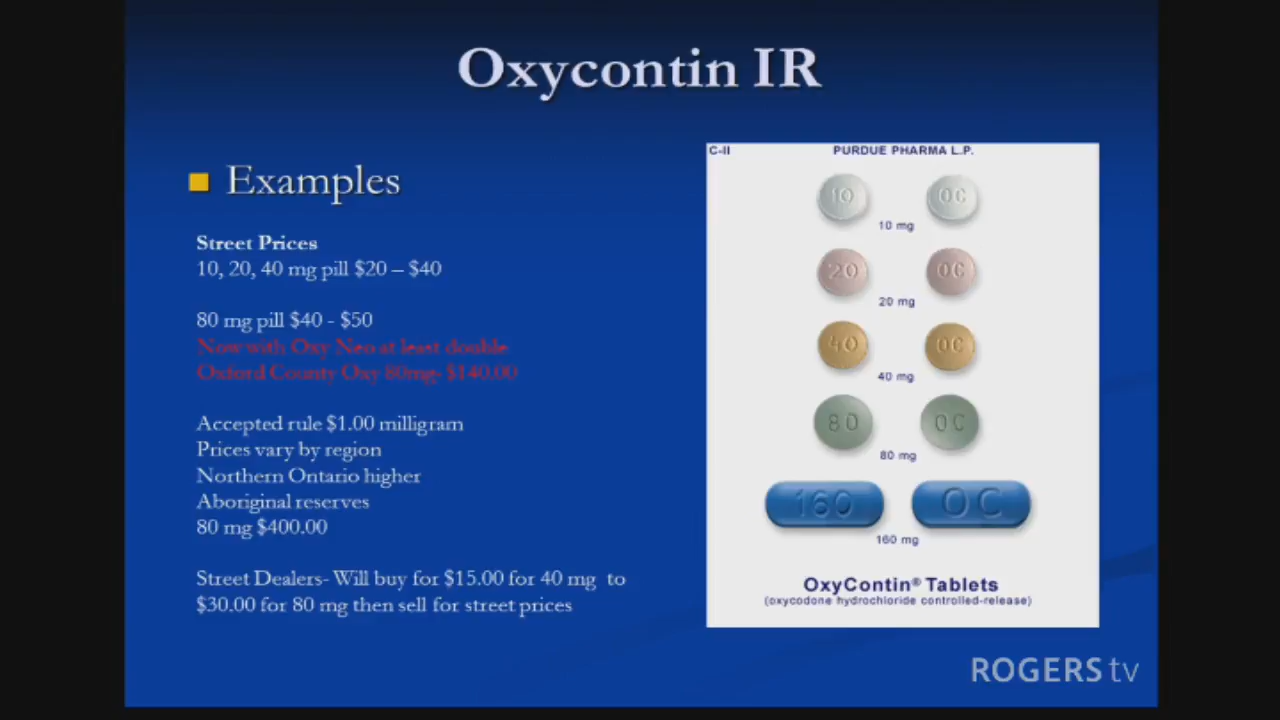 Oxycontin IR
Examples
Street Prices
10, 20, 40 mg pill $20 – $40
80 mg pill $40 - $50
Now with Oxy Neo at least double
Oxford County Oxy 80mg- $140.00
Accepted rule $1.00 milligram
Prices vary by region
Northern Ontario higher
Aboriginal reserves
80 mg $400.00
Street Dealers- Will buy for $15.00 for 40 mg to
$30.00 for 80 mg then sell for street prices
C-II PURDUE PHARMA L.P.
10 OC
10 mg
20 OC
20 mg
40 OC
40 mg
80 OC
80 mg
160 OC
160 mg
OxyContin® Tablets
(oxycodone hydrochloride controlled-release)
ROGERS tv